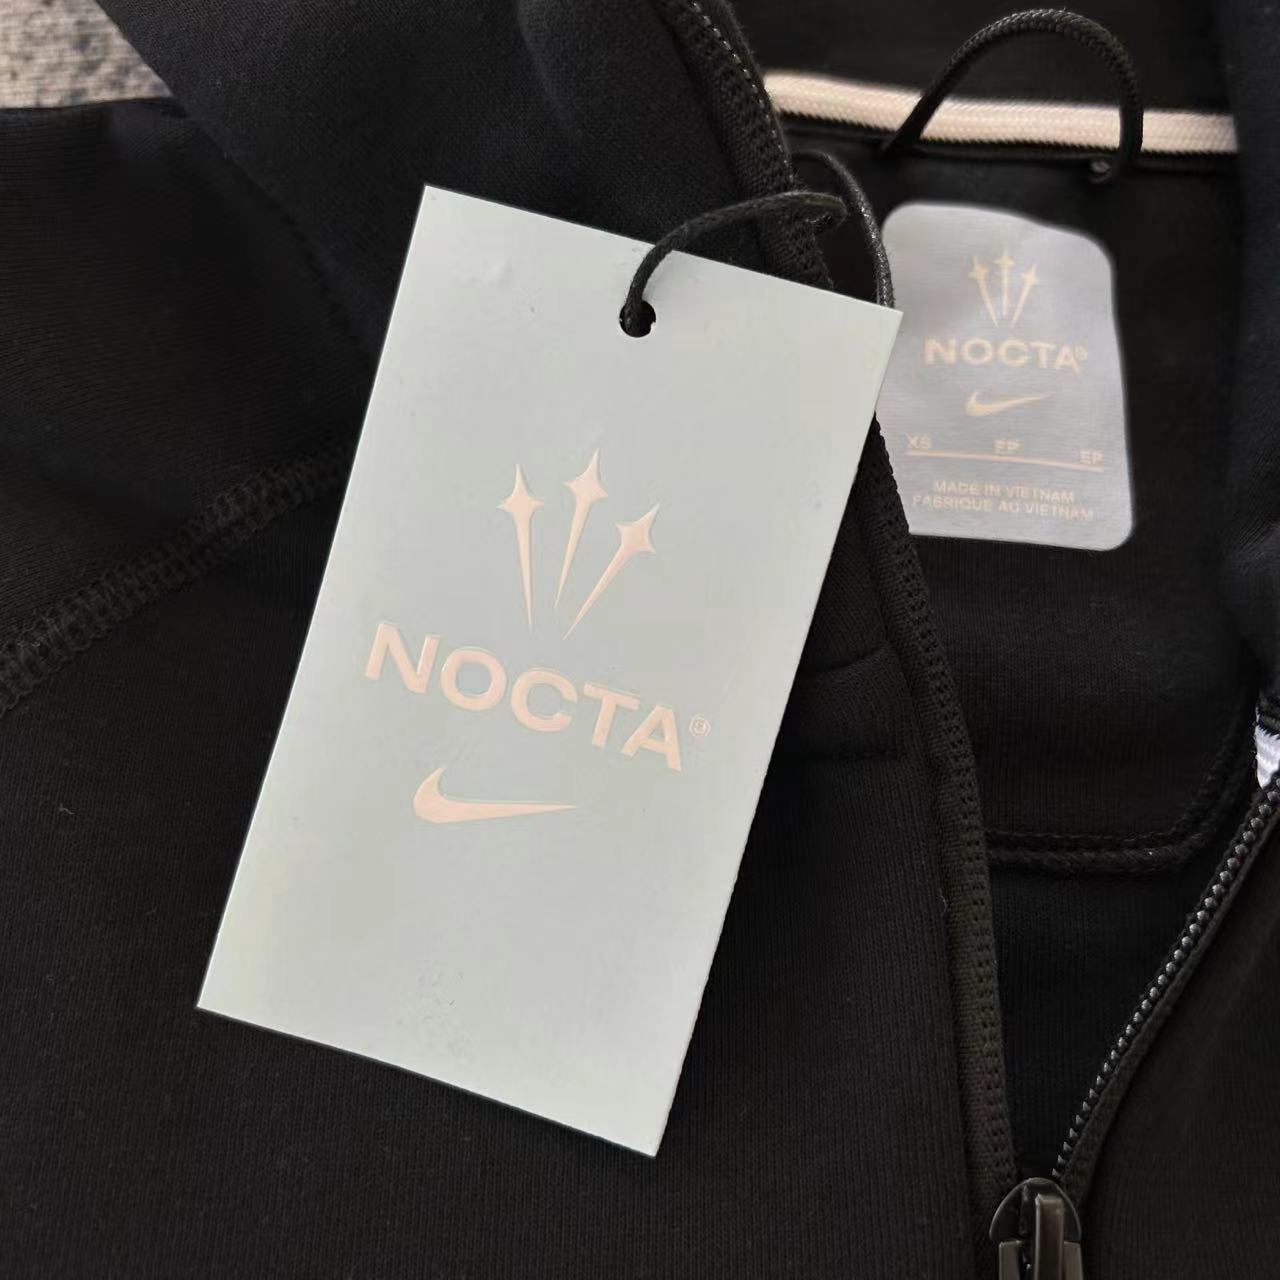 NOCTA®
NOCTA®
XS EP EP
MADE IN VIETNAM
FABRIQUE AU VIETNAM